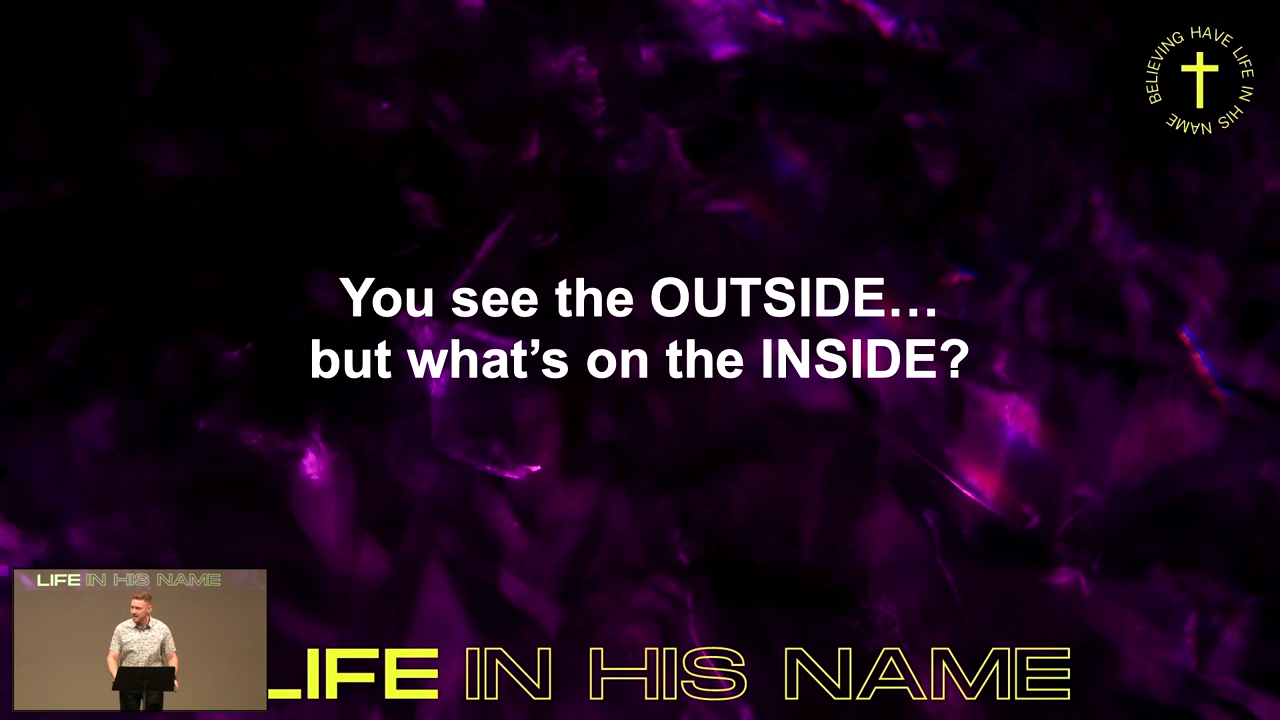 BELIEVING HAVE LIFE IN HIS NAME
You see the OUTSIDE…
but what’s on the INSIDE?
LIFE IN HIS NAME
LIFE IN HIS NAME